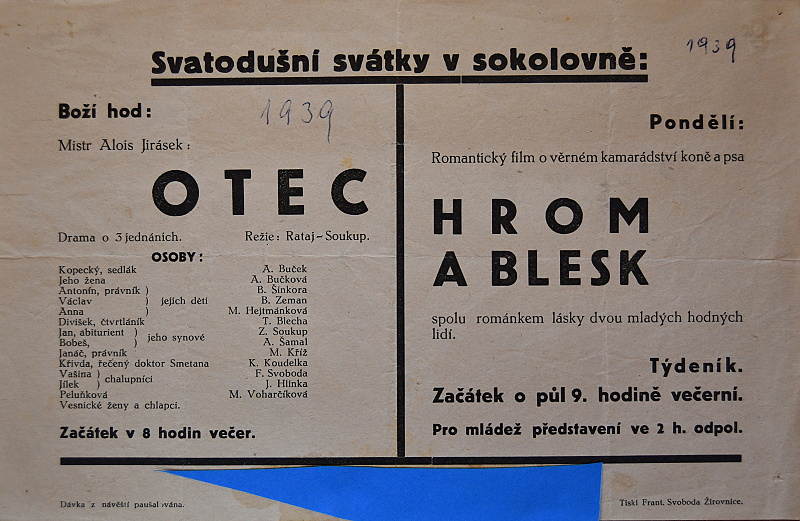 Svatodušní svátky v sokolovně:
1939
Boží hod:
1939
Mistr Alois Jirásek:
OTEC
Drama o 3 jednáních. Režie: Rataj-Soukup.
OSOBY:
Kopecký, sedlák A. Buček
Jeho žena A. Bučková
Antonín, právník ) B. Šinkora
Václav ) jejich děti B. Zeman
Anna ) M. Hejtmánková
Divíšek, čtvrtláník T. Blecha
Jan, abiturient ) Z. Soukup
Bobeš, ) jeho synové A. Šamal
Janáč, právník M. Kříž
Křivda, řečený doktor Smetana K. Koudelka
Vašina ) chalupníci F. Svoboda
Jílek ) J. Hlinka
Peluňková M. Voharčíková
Vesnické ženy a chlapci.
Začátek v 8 hodin večer.
Pondělí:
Romantický film o věrném kamarádství koně a psa
HROM
A BLESK
spolu románkem lásky dvou mladých hodných
lidí.
Týdeník.
Začátek o půl 9. hodině večerní.
Pro mládež představení ve 2 h. odpol.
Dávka z návěští paušalována.
Tiskl Frant. Svoboda Žirovnice.